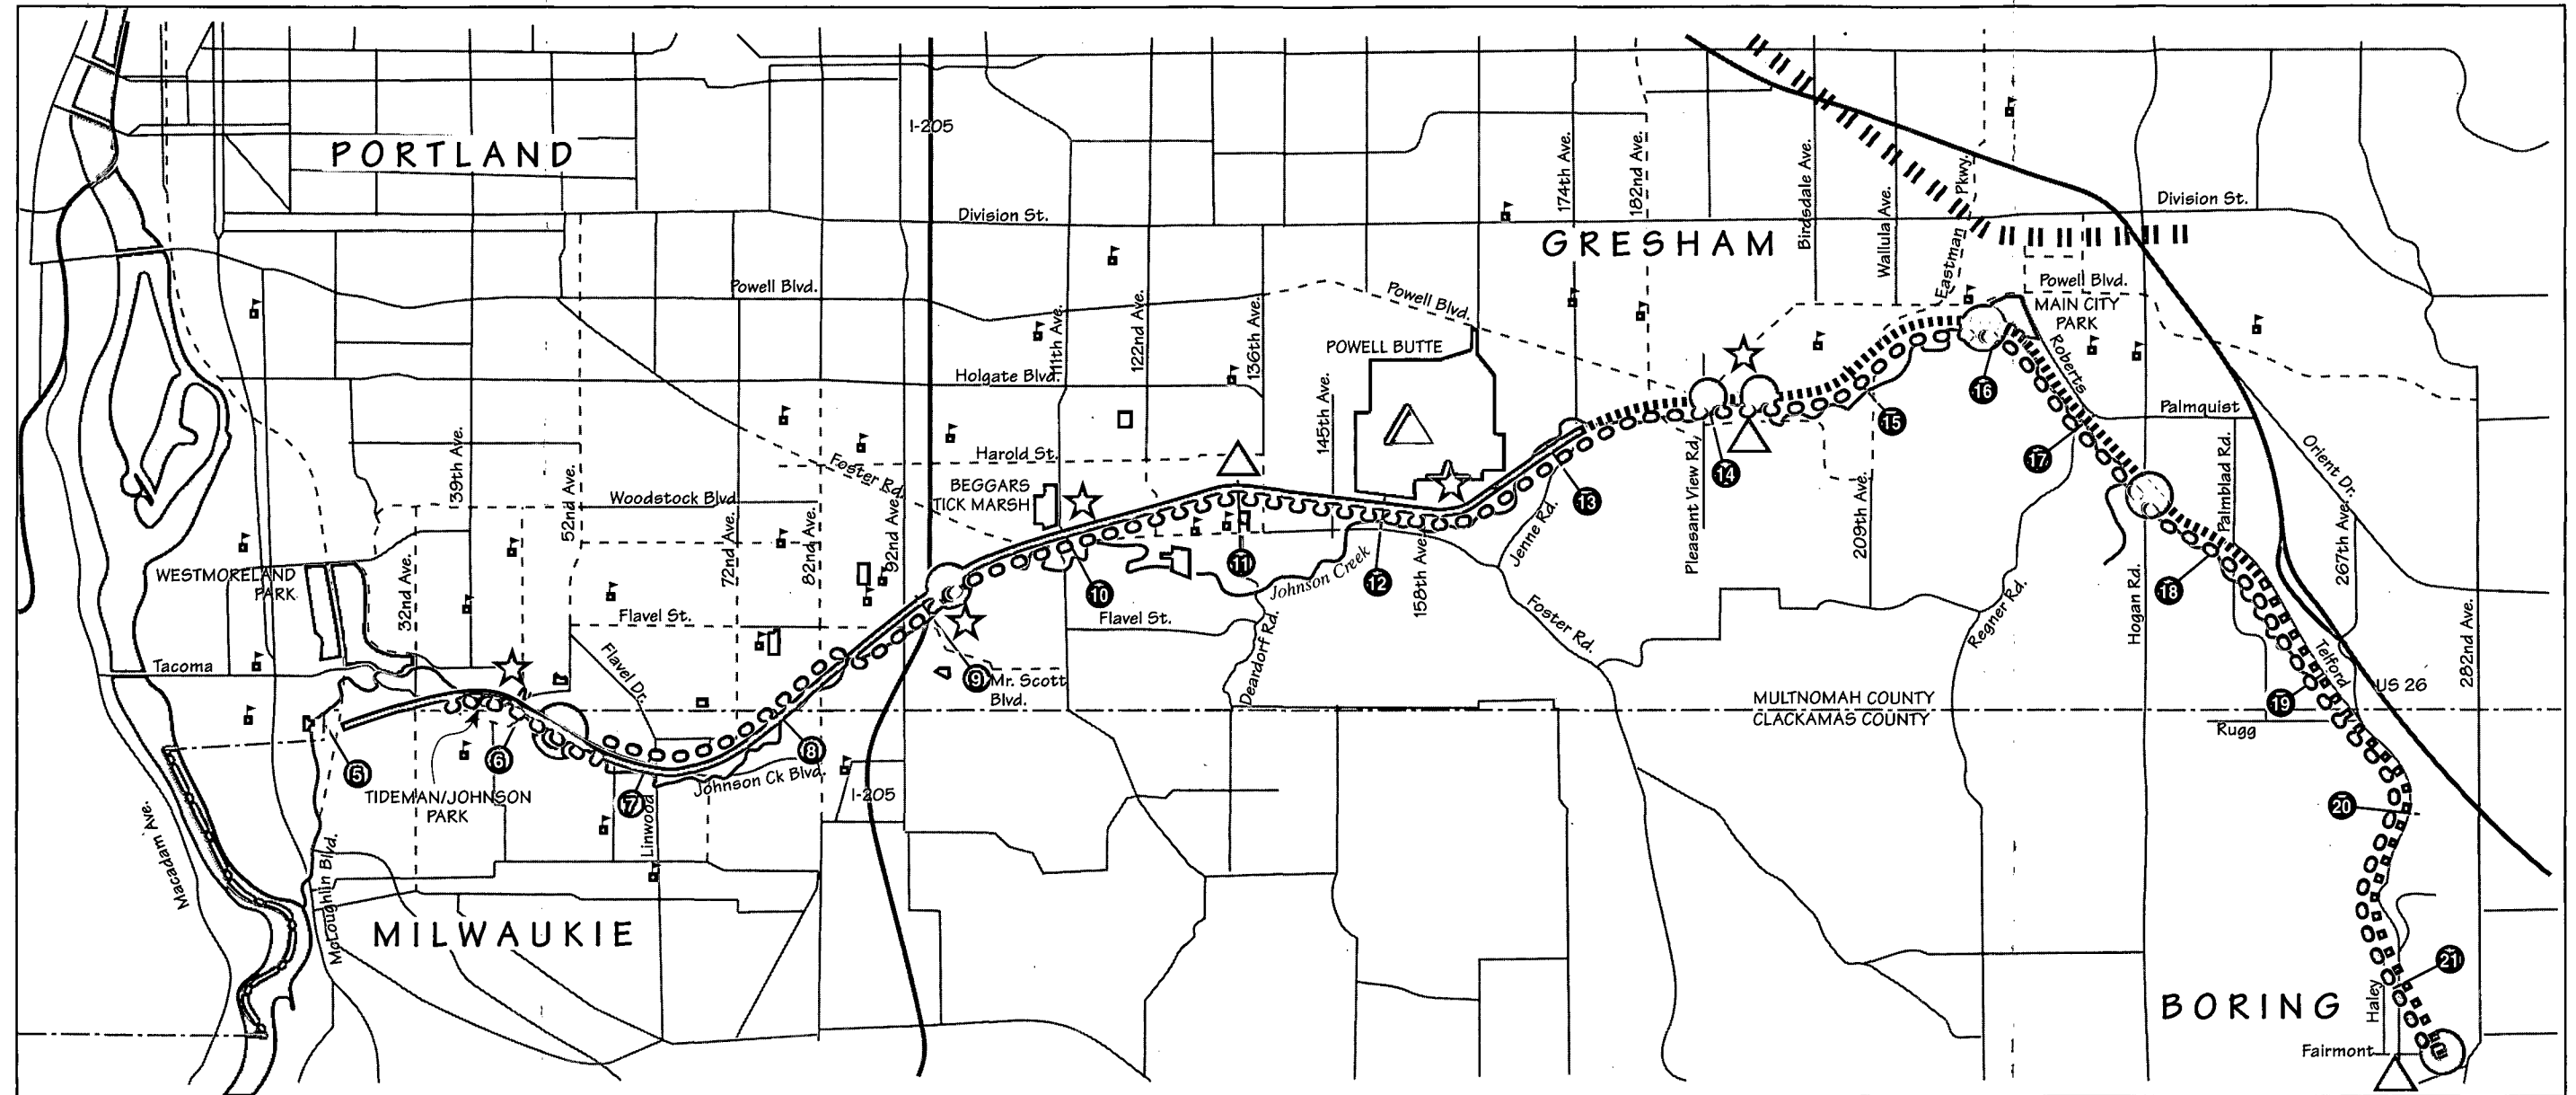 PORTLAND
I-205
174th Ave.
182nd Ave.
Birdsdale Ave.
Wallula Ave.
Eastman Pkwy.
Division St.
Division St.
GRESHAM
Powell Blvd.
Powell Blvd.
Powell Blvd.
MAIN CITY
PARK
Roberts
111th Ave.
122nd Ave.
136th Ave.
POWELL BUTTE
Holgate Blvd.
145th Ave.
16
15
Palmquist
39th Ave.
52nd Ave.
Foster Rd.
Harold St.
BEGGARS
TICK MARSH
Woodstock Blvd.
72nd Ave.
82nd Ave.
92nd Ave.
14
13
17
Pleasant View Rd.
209th Ave.
Palmblad Rd.
Orient Dr.
267th Ave.
Jenne Rd.
WESTMORELAND
PARK
32nd Ave.
Flavel St.
10
11
12
Johnson Creek
158th Ave.
Flavel St.
Foster Rd.
Regner Rd.
Hogan Rd.
18
282nd Ave.
Tacoma
Flavel Dr.
9
Mr. Scott
Blvd.
Deardorf Rd.
Telford
US 26
19
MULTNOMAH COUNTY
CLACKAMAS COUNTY
Rugg
5
6
8
Johnson Ck Blvd.
I-205
TIDEMAN/JOHNSON
PARK
7
Linwood
20
Macadam Ave.
McLoughlin Blvd.
MILWAUKIE
21
BORING
Haley
Fairmont